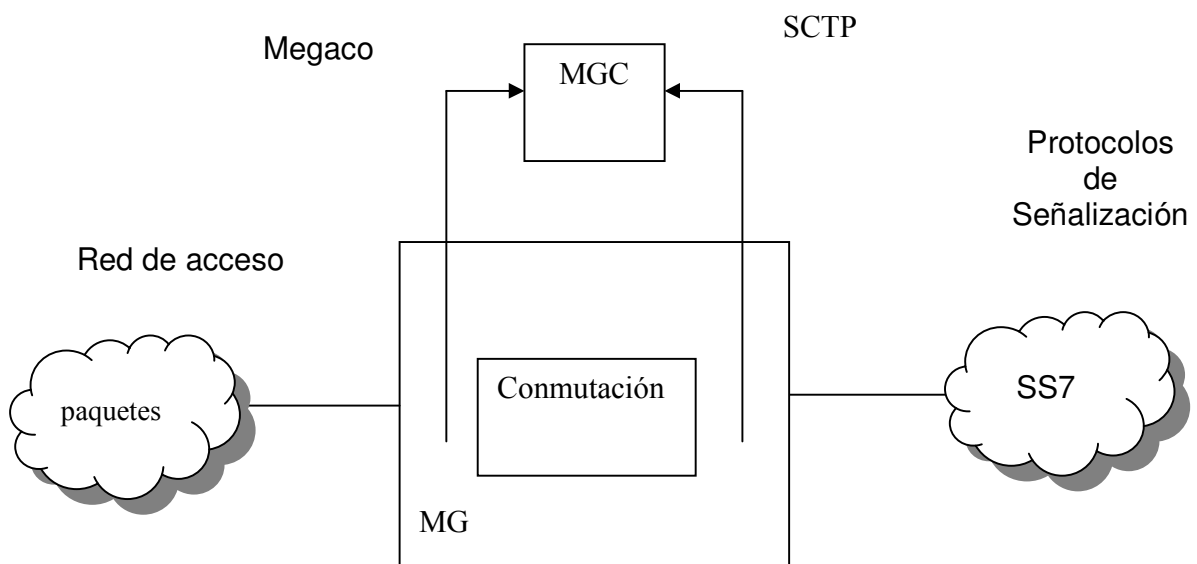 SCTP
Megaco
MGC
Protocolos
de
Señalización
Red de acceso
paquetes
Conmutación
SS7
MG